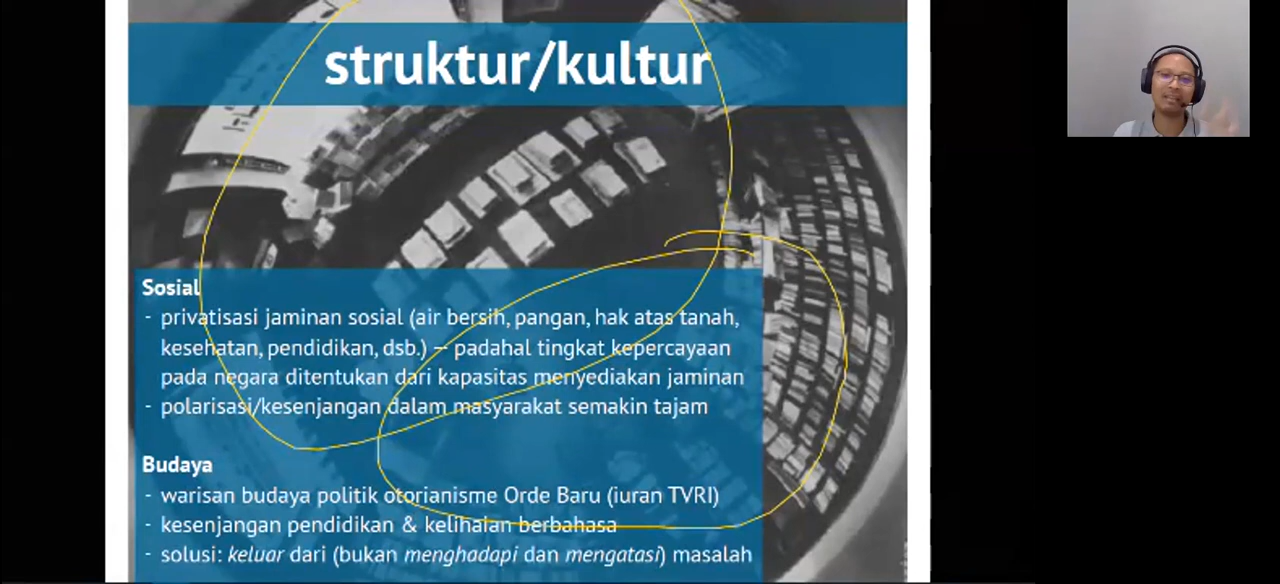 struktur/kultur
Sosial
- privatisasi jaminan sosial (air bersih, pangan, hak atas tanah,
kesehatan, pendidikan, dsb.) – padahal tingkat kepercayaan
pada negara ditentukan dari kapasitas menyediakan jaminan
- polarisasi/kesenjangan dalam masyarakat semakin tajam
Budaya
- warisan budaya politik otorianisme Orde Baru (iuran TVRI)
- kesenjangan pendidikan & kelihaian berbahasa
- solusi: keluar dari (bukan menghadapi dan mengatasi) masalah